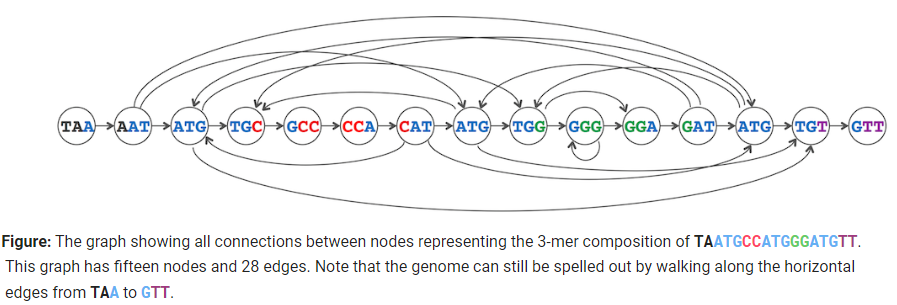 TAA AAT ATG TGC GCC CCA CAT ATG TGG GGG GGA GAT ATG TGT GTT
Figure: The graph showing all connections between nodes representing the 3-mer composition of TAATGCCATGGGATGTT.
This graph has fifteen nodes and 28 edges. Note that the genome can still be spelled out by walking along the horizontal
edges from TAA to GTT.